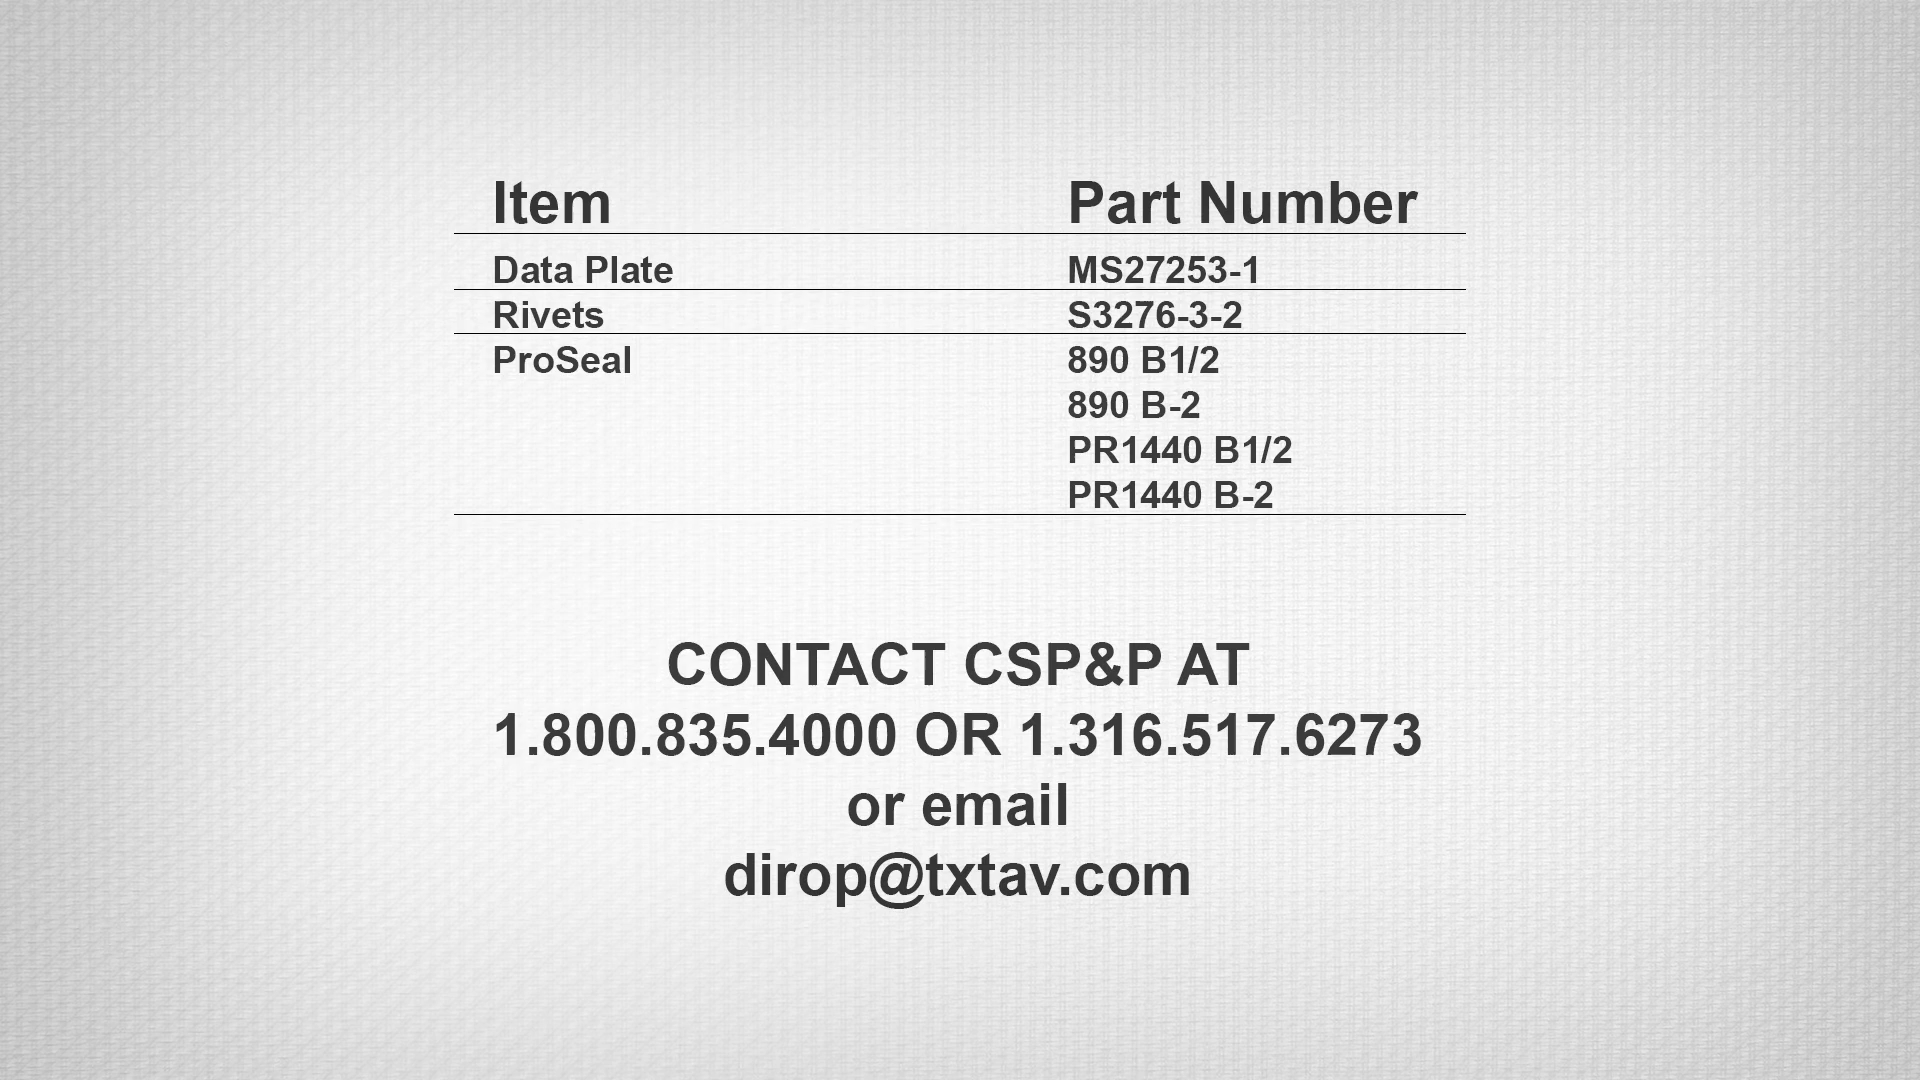 Item Part Number
Data Plate MS27253-1
Rivets S3276-3-2
ProSeal 890 B1/2
890 B-2
PR1440 B1/2
PR1440 B-2
CONTACT CSP&P AT
1.800.835.4000 OR 1.316.517.6273
or email
dirop@txtav.com